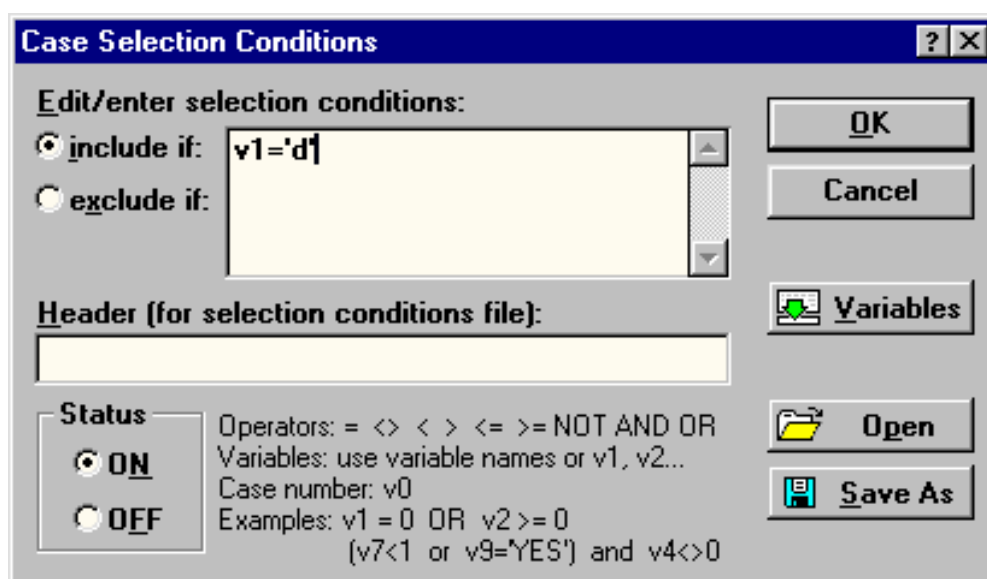 Case Selection Conditions
Edit/enter selection conditions:
include if:
v1='d'
exclude if:
OK
Cancel
Variables
Header (for selection conditions file):
Status
ON
OFF
Operators: = <> < > <= >= NOT AND OR
Variables: use variable names or v1, v2...
Case number: v0
Examples: v1 = 0 OR v2 >= 0
(v7<1 or v9='YES') and v4<>0
Open
Save As